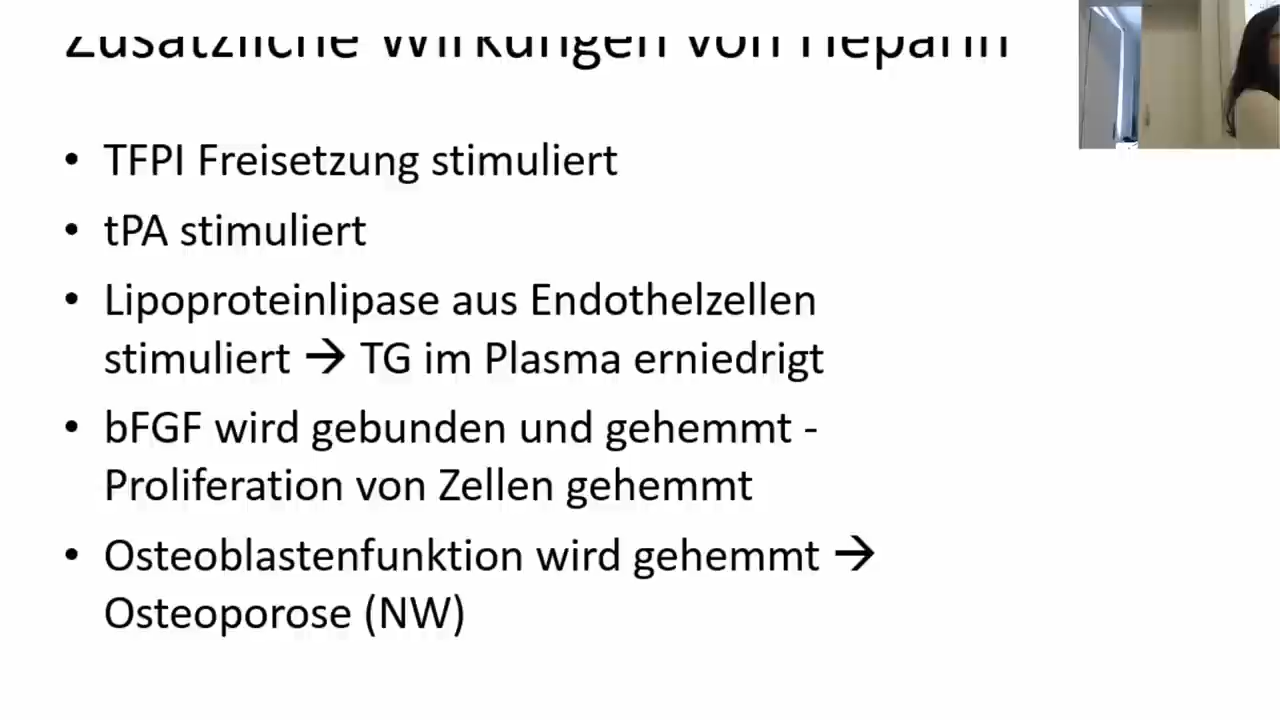 Zusätzliche Wirkungen von Heparin
• TFPI Freisetzung stimuliert
• tPA stimuliert
• Lipoproteinlipase aus Endothelzellen
stimuliert → TG im Plasma erniedrigt
• bFGF wird gebunden und gehemmt -
Proliferation von Zellen gehemmt
• Osteoblastenfunktion wird gehemmt →
Osteoporose (NW)